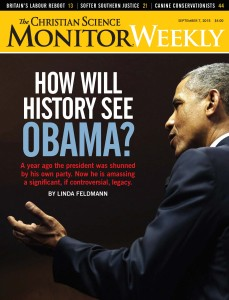 BRITAIN'S LABOUR REBOOT 13 | SOFTER SOUTHERN JUSTICE 21 | CANINE CONSERVATIONISTS 44
The CHRISTIAN SCIENCE
SEPTEMBER 7, 2015 $5.00
MONITOR WEEKLY
HOW WILL
HISTORY SEE
OBAMA?
A year ago the president was shunned
by his own party. Now he is amassing
a significant, if controversial, legacy.
BY LINDA FELDMANN